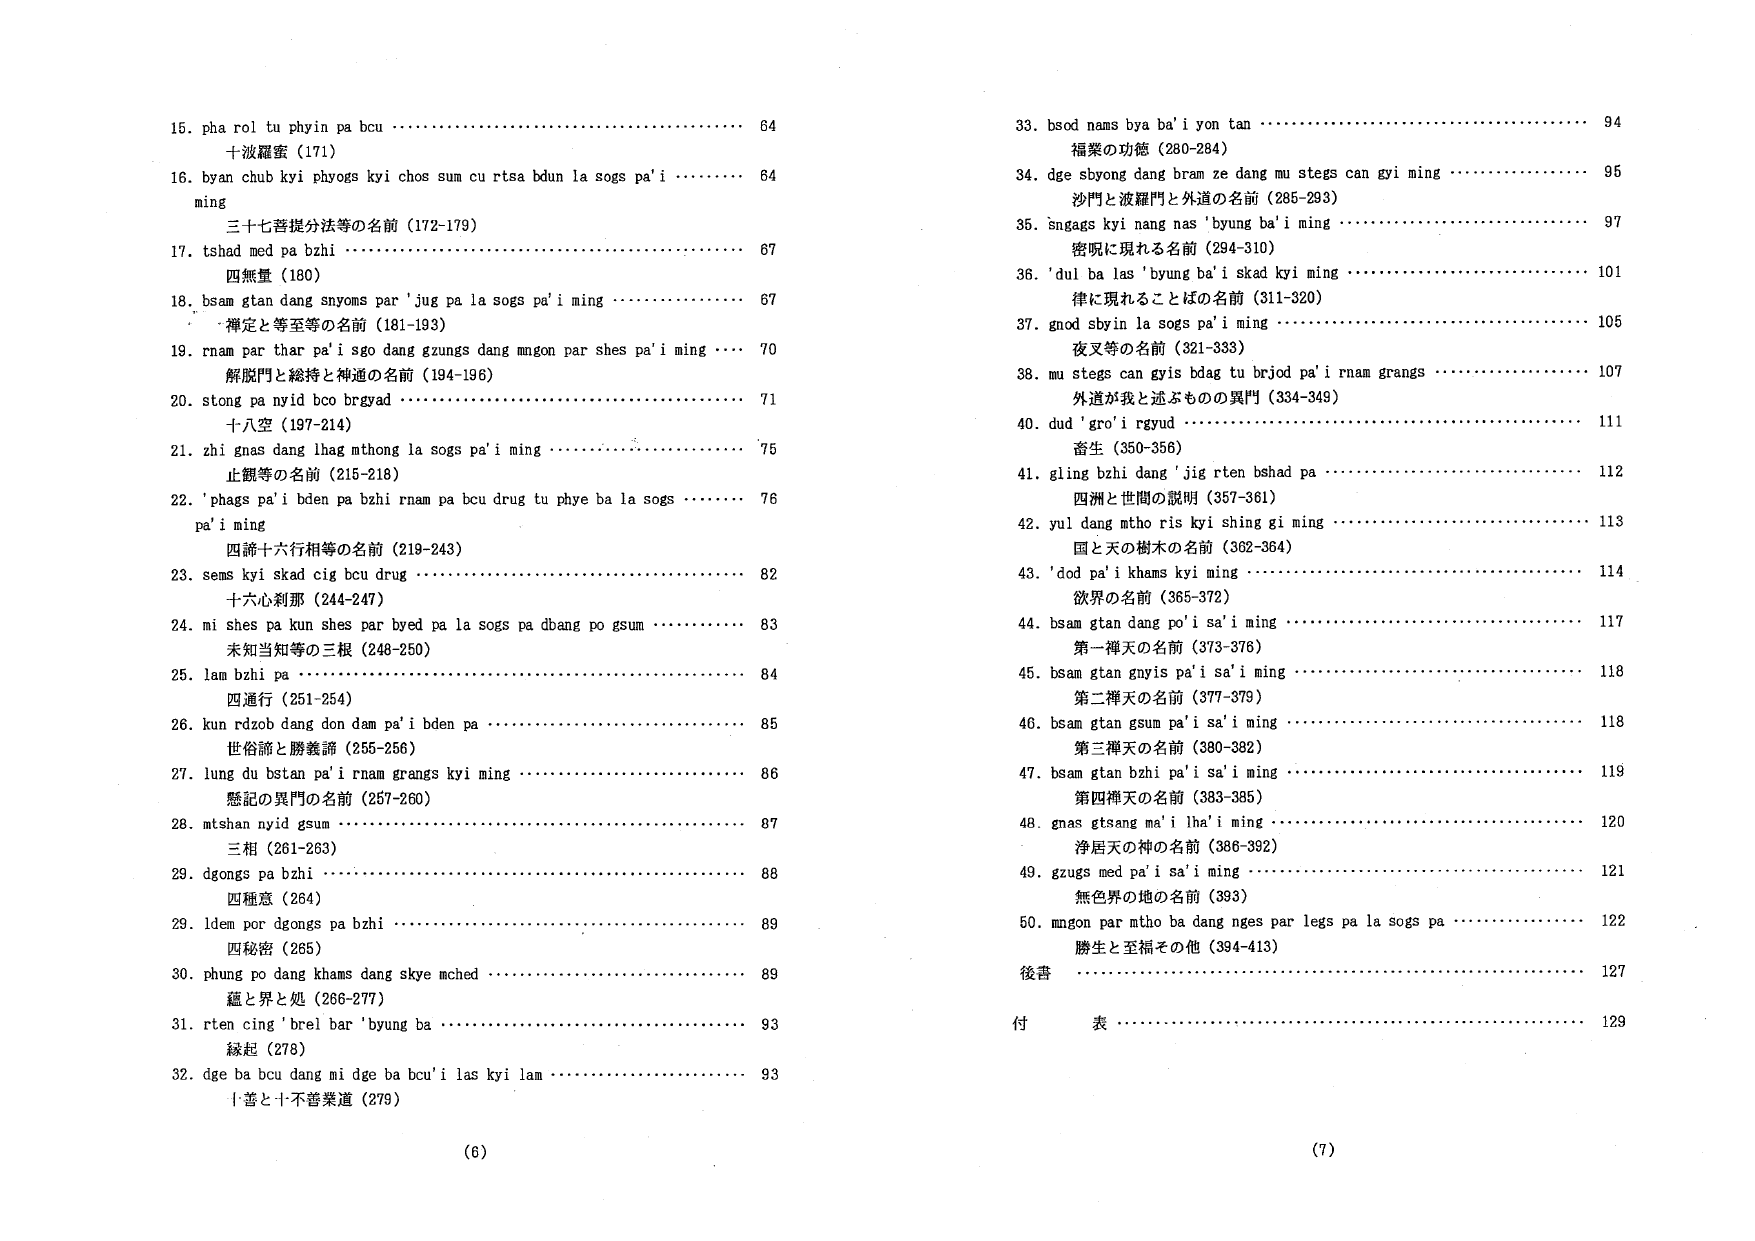 15. pha rol tu phyin pa bcu ················ 64
十波羅蜜 (171)
16. byan chub kyi phyogs kyi chos sum cu rtsa bdun la sogs pa'i ········· 64
ming
三十七菩提分法等の名前 (172-179)
17. tshad med pa bzhi ················ 67
四無量 (180)
18. bsam gtan dang snyoms par 'jug pa la sogs pa'i ming ················ 67
禅定と等至等の名前 (181-193)
19. rnam par thar pa'i sgo dang gzungs dang mngon par shes pa'i ming ···· 70
解脱門と総持と神通の名前 (194-196)
20. stong pa nyid bco brgyad ················ 71
十八空 (197-214)
21. zhi gnas dang lhag mthong la sogs pa'i ming ················ 75
止観等の名前 (215-218)
22. 'phags pa'i bden pa bzhi rnam pa bcu drug tu phye ba la sogs ········ 76
pa'i ming
四諦十六行相等の名前 (219-243)
23. sems kyi skad cig bcu drug ················ 82
十六心刹那 (244-247)
24. mi shes pa kun shes par byed pa la sogs pa dbang po gsum ············ 83
未知当知等の三根 (248-250)
25. lam bzhi pa ················ 84
四通行 (251-254)
26. kun rdzob dang don dam pa'i bden pa ················ 85
世俗諦と勝義諦 (255-256)
27. lung du bstan pa'i rnam grangs kyi ming ················ 86
懸記の異門の名前 (257-260)
28. mtshan nyid gsum ················ 87
三相 (261-263)
29. dgongs pa bzhi ················ 88
四種意 (264)
29. ldem por dgongs pa bzhi ················ 89
四秘密 (265)
30. phung po dang khams dang skye mched ················ 89
蘊と界と処 (266-277)
31. rten cing 'brel bar 'byung ba ················ 93
縁起 (278)
32. dge ba bcu dang mi dge ba bcu'i las kyi lam ················ 93
十善と十不善業道 (279)
(6)
33. bsod nams bya ba'i yon tan ················ 94
福業の功徳 (280-284)
34. dge sbyong dang bram ze dang mu stegs can gyi ming ················ 95
沙門と波羅門と外道の名前 (285-293)
35. sngags kyi nang nas 'byung ba'i ming ················ 97
密呪に現れる名前 (294-310)
36. 'dul ba las 'byung ba'i skad kyi ming ················ 101
律に現れることばの名前 (311-320)
37. gnod sbyin la sogs pa'i ming ················ 105
夜叉等の名前 (321-333)
38. mu stegs can gyis bdag tu brjod pa'i rnam grangs ················ 107
外道が我と述ぶものの異門 (334-349)
40. dud 'gro'i rgyud ················ 111
畜生 (350-356)
41. gling bzhi dang 'jig rten bshad pa ················ 112
四洲と世間の説明 (357-361)
42. yul dang mtho ris kyi shing gi ming ················ 113
国と天の樹木の名前 (362-364)
43. 'dod pa'i khams kyi ming ················ 114
欲界の名前 (365-372)
44. bsam gtan dang po'i sa'i ming ················ 117
第一禅天の名前 (373-376)
45. bsam gtan gnyis pa'i sa'i ming ················ 118
第二禅天の名前 (377-379)
46. bsam gtan gsum pa'i sa'i ming ················ 118
第三禅天の名前 (380-382)
47. bsam gtan bzhi pa'i sa'i ming ················ 119
第四禅天の名前 (383-385)
48. gnas gtsang ma'i lha'i ming ················ 120
浄居天の神の名前 (386-392)
49. gzugs med pa'i sa'i ming ················ 121
無色界の地の名前 (393)
50. mngon par mtho ba dang nges par legs pa la sogs pa ················ 122
勝生と至福その他 (394-413)
後書 ················ 127
付 表 ················ 129
(7)